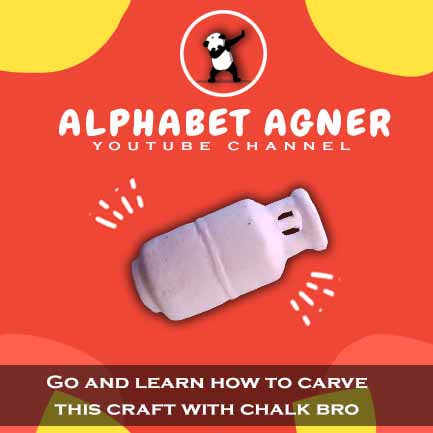 ALPHABET AGNER
YOUTUBE CHANNEL
GO AND LEARN HOW TO CARVE
THIS CRAFT WITH CHALK BRO